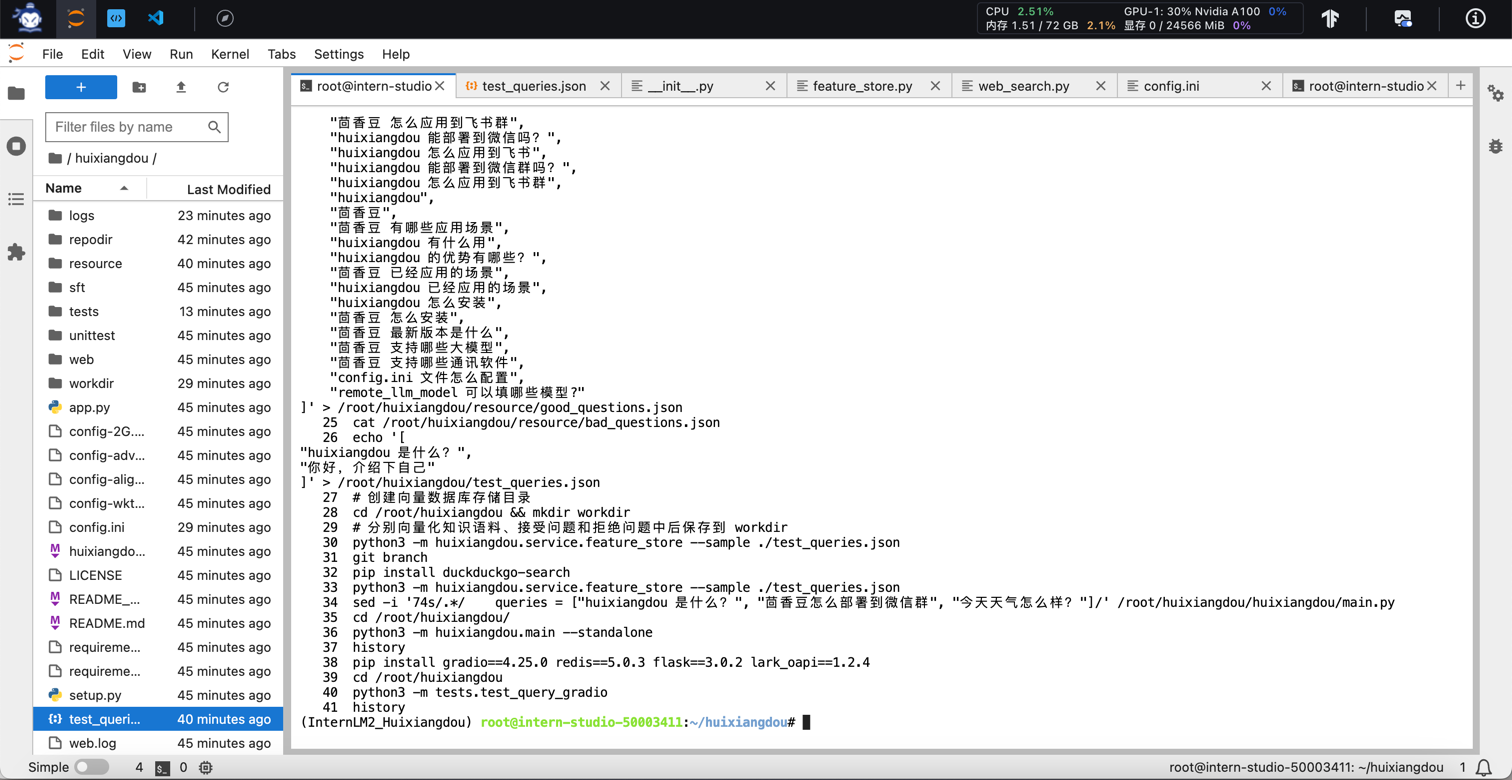 CPU 2.51% GPU-1: 30% Nvidia A100 0%
内存 1.51 / 72 GB 2.1% 显存 0 / 24566 MiB 0%
File Edit View Run Kernel Tabs Settings Help
root@intern-studio test_queries.json __init__.py feature_store.py web_search.py config.ini root@intern-studio
Filter files by name
/ huixiangdou /
Name Last Modified
logs 23 minutes ago
repodir 42 minutes ago
resource 40 minutes ago
sft 45 minutes ago
tests 13 minutes ago
unittest 45 minutes ago
web 45 minutes ago
workdir 29 minutes ago
app.py 45 minutes ago
config-2G.... 45 minutes ago
config-adv... 45 minutes ago
config-alig... 45 minutes ago
config-wkt... 45 minutes ago
config.ini 29 minutes ago
huixiangdo... 45 minutes ago
LICENSE 45 minutes ago
README_... 45 minutes ago
README.md 45 minutes ago
requireme... 45 minutes ago
requireme... 45 minutes ago
setup.py 45 minutes ago
test_queri... 40 minutes ago
web.log 45 minutes ago
"茴香豆 怎么应用到飞书群",
"huixiangdou 能部署到微信吗？",
"huixiangdou 怎么应用到飞书",
"huixiangdou 能部署到微信群吗？",
"huixiangdou 怎么应用到飞书群",
"huixiangdou",
"茴香豆",
"茴香豆 有哪些应用场景",
"huixiangdou 有什么用",
"huixiangdou 的优势有哪些？",
"茴香豆 已经应用的场景",
"huixiangdou 已经应用的场景",
"huixiangdou 怎么安装",
"茴香豆 怎么安装",
"茴香豆 最新版本是什么",
"茴香豆 支持哪些大模型",
"茴香豆 支持哪些通讯软件",
"config.ini 文件怎么配置",
"remote_llm_model 可以填哪些模型?"
]' > /root/huixiangdou/resource/good_questions.json
25 cat /root/huixiangdou/resource/bad_questions.json
26 echo '[
"huixiangdou 是什么？",
"你好，介绍下自己"
]' > /root/huixiangdou/test_queries.json
27 # 创建向量数据库存储目录
28 cd /root/huixiangdou && mkdir workdir
29 # 分别向量化知识语料、接受问题和拒绝问题中后保存到 workdir
30 python3 -m huixiangdou.service.feature_store --sample ./test_queries.json
31 git branch
32 pip install duckduckgo-search
33 python3 -m huixiangdou.service.feature_store --sample ./test_queries.json
34 sed -i '74s/.*/    queries = ["huixiangdou 是什么？", "茴香豆怎么部署到微信群", "今天天气怎么样？"]/' /root/huixiangdou/huixiangdou/main.py
35 cd /root/huixiangdou/
36 python3 -m huixiangdou.main --standalone
37 history
38 pip install gradio==4.25.0 redis==5.0.3 flask==3.0.2 lark_oapi==1.2.4
39 cd /root/huixiangdou
40 python3 -m tests.test_query_gradio
41 history
(InternLM2_Huixiangdou) root@intern-studio-50003411:~/huixiangdou#
Simple 4 0 root@intern-studio-50003411: ~/huixiangdou 1